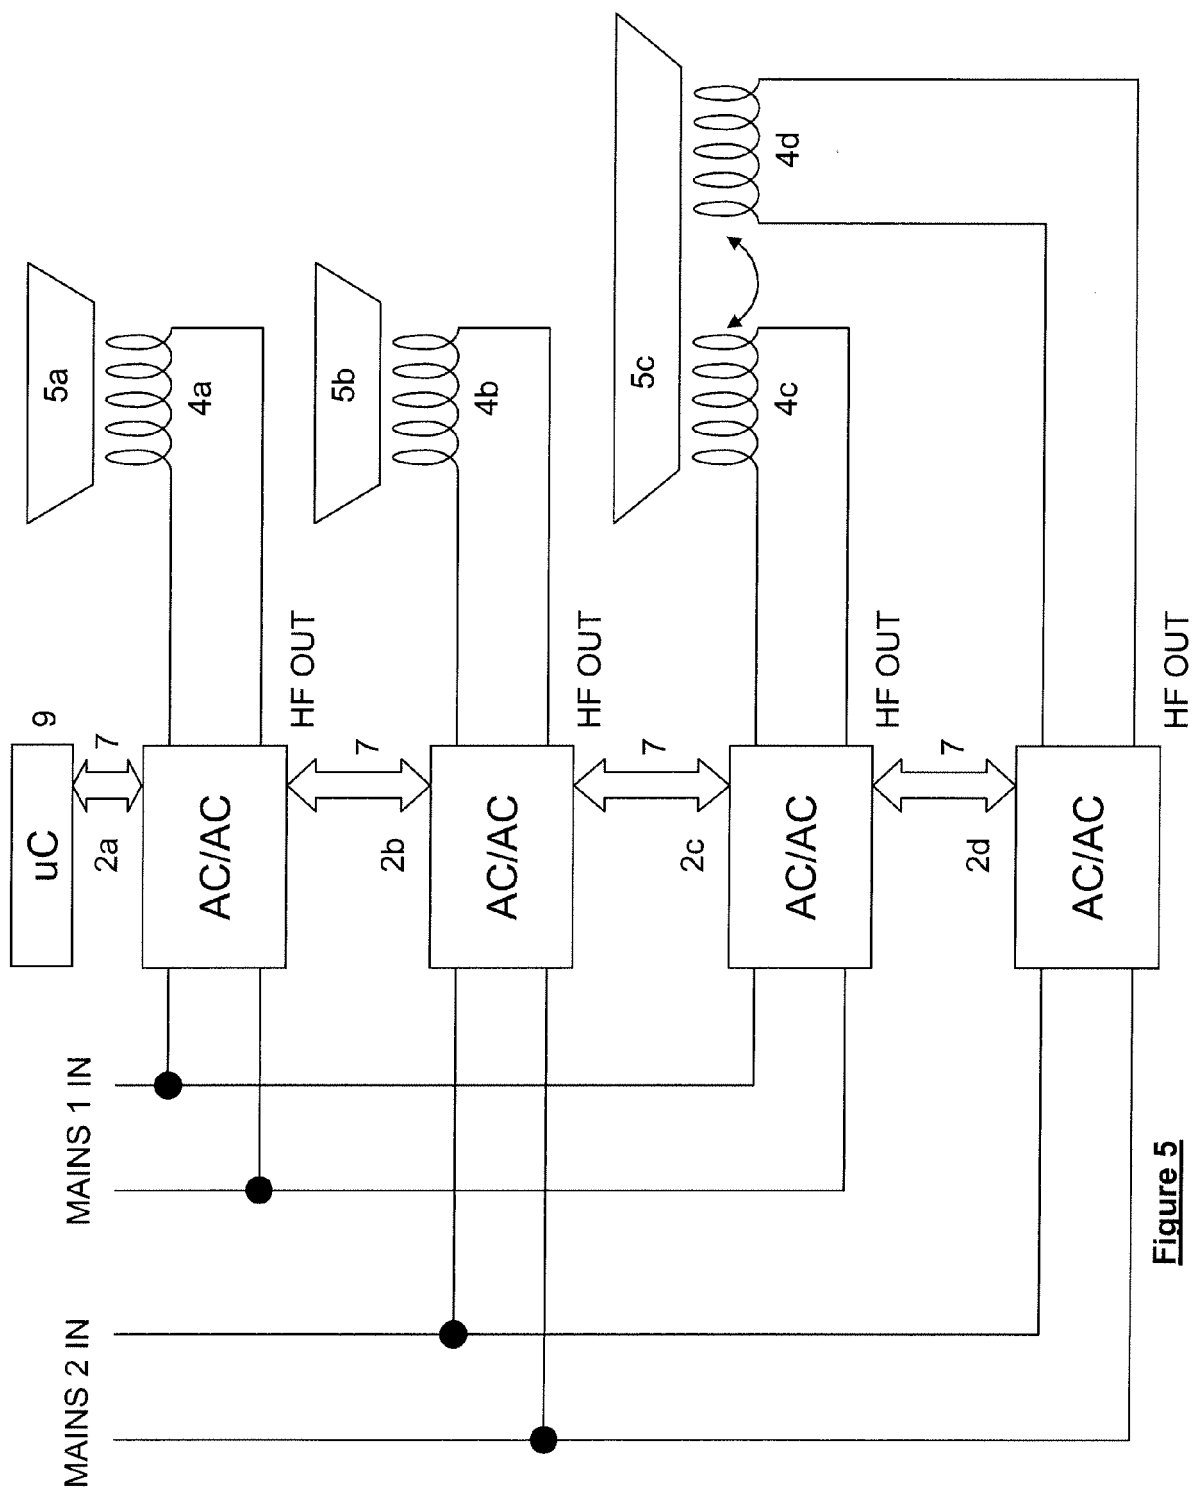 MAINS 2 IN
MAINS 1 IN
uC
9
7
2a
AC/AC
HF OUT
4a
5a
7
2b
AC/AC
HF OUT
4b
5b
7
2c
AC/AC
HF OUT
4c
5c
4d
7
2d
AC/AC
HF OUT
Figure 5